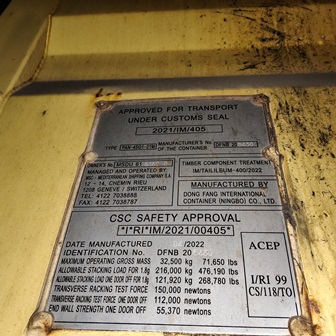 APPROVED FOR TRANSPORT
UNDER CUSTOMS SEAL
2021/IM/405
TYPE
MANUFACTURER'S No.
OF THE CONTAINER
DFNB 20
OWNER'S No. MSDU 81
MANAGED AND OPERATED BY
MSC - MEDITERRANEAN SHIPPING COMPANY S.A.
12 - 14, CHEMIN RIEU
1208 GENEVE / SWITZERLAND
TEL: 4122 7038888
FAX: 4122 7038787
TIMBER COMPONENT TREATMENT
IM/TAILILEUM-400/2022
MANUFACTURED BY
DONG FANG INTERNATIONAL
CONTAINER (NINGBO) CO., LTD.
CSC SAFETY APPROVAL
*I*RI*IM/2021/00405*
DATE MANUFACTURED /2022
IDENTIFICATION No. DFNB 20
MAXIMUM OPERATING GROSS MASS 32,500 kg 71,650 lbs
ALLOWABLE STACKING LOAD FOR 1.8g 216,000 kg 476,190 lbs
ALLOWABLE STACKING LOAD ONE DOOR OFF FOR 1.8g 121,920 kg 268,780 lbs
TRANSVERSE RACKING TEST FORCE 150,000 newtons
TRANSVERSE RACKING TEST FORCE ONE DOOR OFF 112,000 newtons
END WALL STRENGTH ONE DOOR OFF 55,370 newtons
ACEP
I/RI 99
CS/118/TO